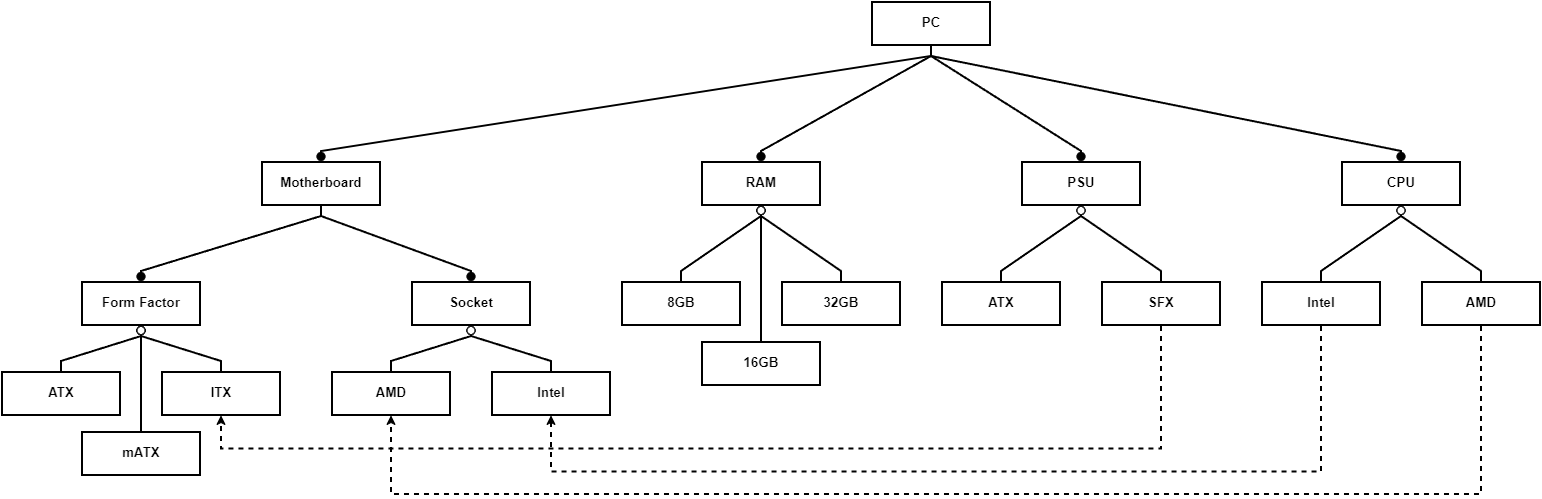 PC
Motherboard
RAM
PSU
CPU
Form Factor
Socket
8GB
32GB
ATX
SFX
Intel
AMD
16GB
ATX
ITX
AMD
Intel
mATX